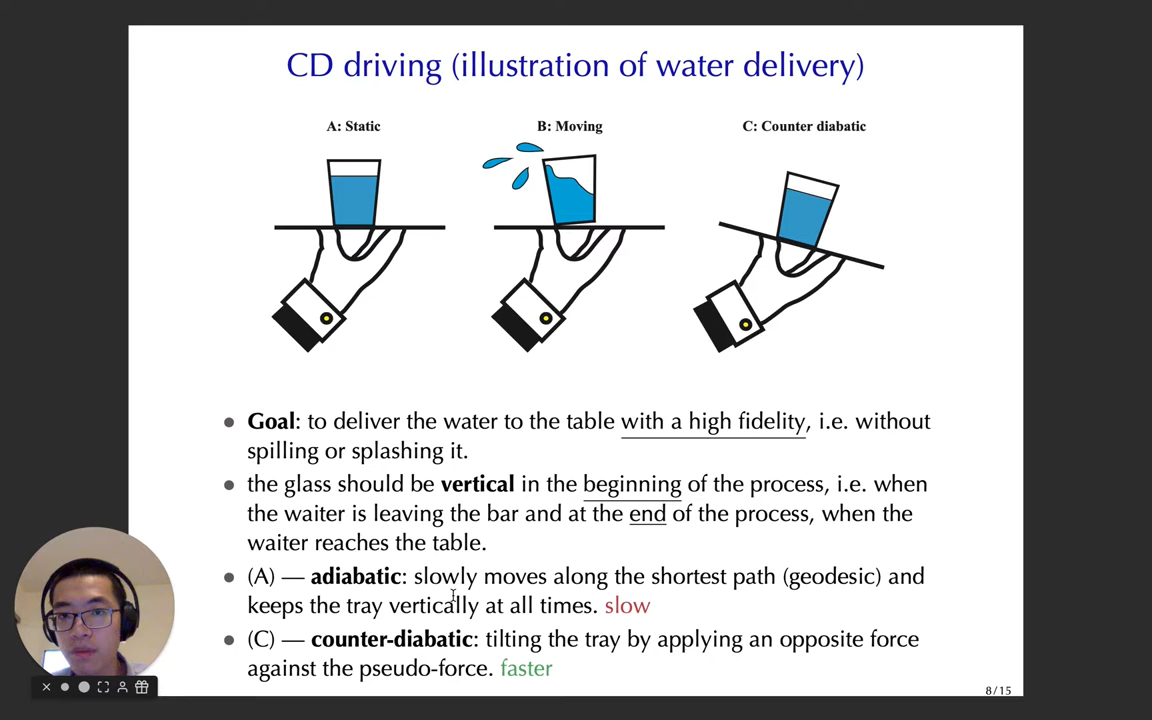 CD driving (illustration of water delivery)
A: Static
B: Moving
C: Counter diabatic
• Goal: to deliver the water to the table with a high fidelity, i.e. without
spilling or splashing it.
• the glass should be vertical in the beginning of the process, i.e. when
the waiter is leaving the bar and at the end of the process, when the
waiter reaches the table.
• (A) — adiabatic: slowly moves along the shortest path (geodesic) and
keeps the tray vertically at all times. slow
• (C) — counter-diabatic: tilting the tray by applying an opposite force
against the pseudo-force. faster
8 / 15